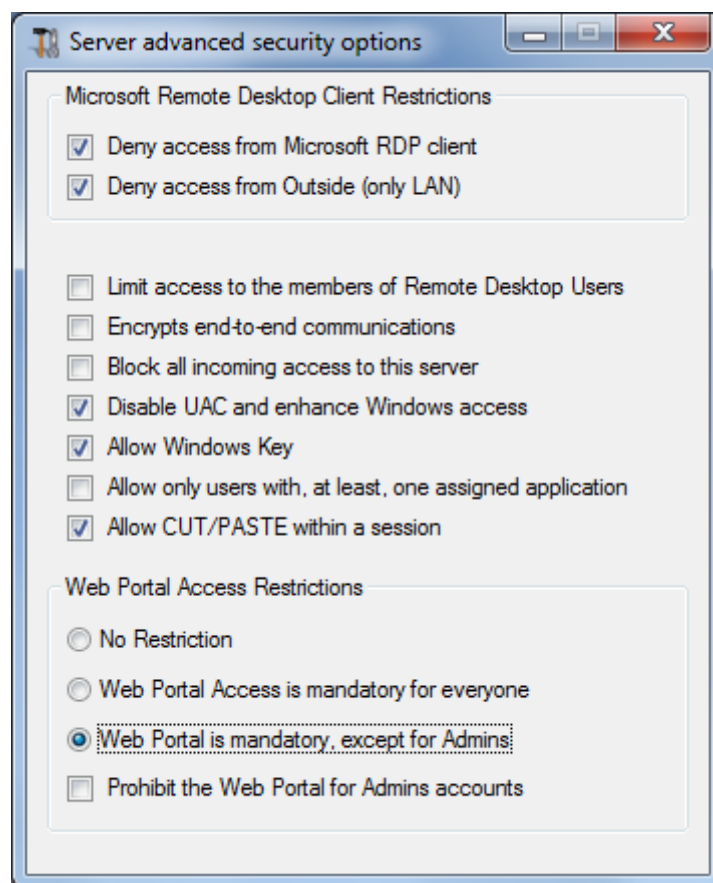 Server advanced security options
Microsoft Remote Desktop Client Restrictions
Deny access from Microsoft RDP client
Deny access from Outside (only LAN)
Limit access to the members of Remote Desktop Users
Encrypts end-to-end communications
Block all incoming access to this server
Disable UAC and enhance Windows access
Allow Windows Key
Allow only users with, at least, one assigned application
Allow CUT/PASTE within a session
Web Portal Access Restrictions
No Restriction
Web Portal Access is mandatory for everyone
Web Portal is mandatory, except for Admins
Prohibit the Web Portal for Admins accounts